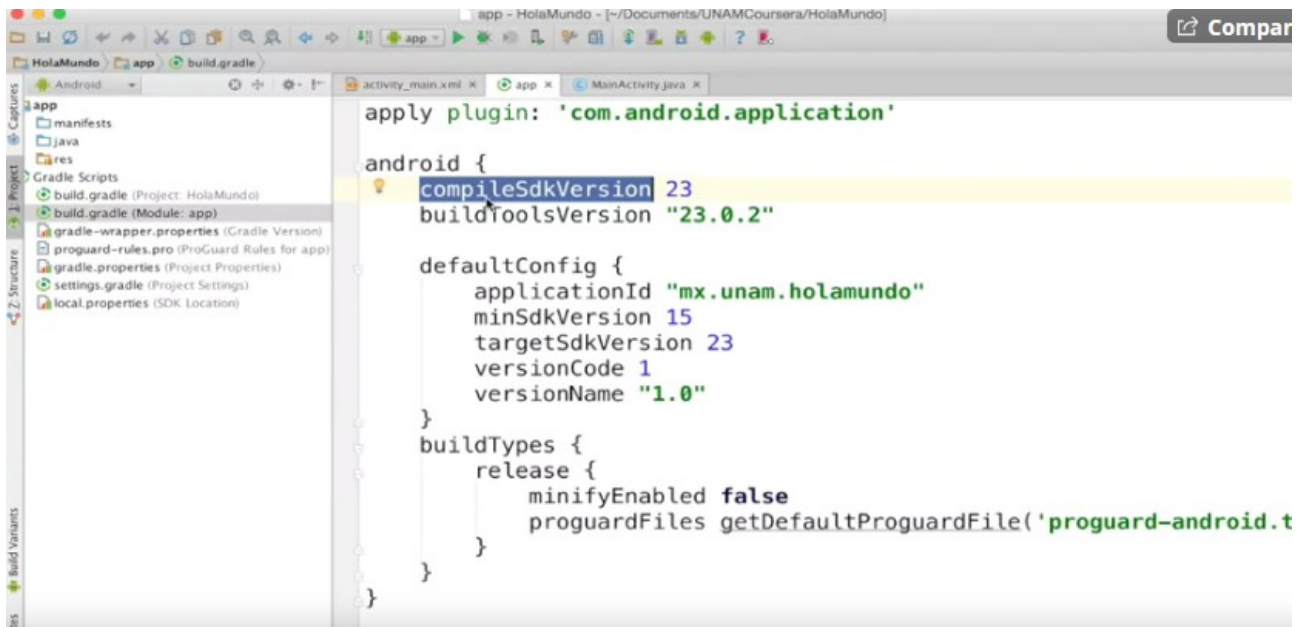 app - HolaMundo - [~/Documents/UNAMCoursera/HolaMundo]
Compar
app
HolaMundo app build.gradle
Android
activity_main.xml app MainActivity.java
Captures
1: Project
Z: Structure
Build Variants
app
manifests
java
res
Gradle Scripts
build.gradle (Project: HolaMundo)
build.gradle (Module: app)
gradle-wrapper.properties (Gradle Version)
proguard-rules.pro (ProGuard Rules for app)
gradle.properties (Project Properties)
settings.gradle (Project Settings)
local.properties (SDK Location)
apply plugin: 'com.android.application'
android {
compileSdkVersion 23
buildToolsVersion "23.0.2"
defaultConfig {
applicationId "mx.unam.holamundo"
minSdkVersion 15
targetSdkVersion 23
versionCode 1
versionName "1.0"
}
buildTypes {
release {
minifyEnabled false
proguardFiles getDefaultProguardFile('proguard-android.t
}
}
}